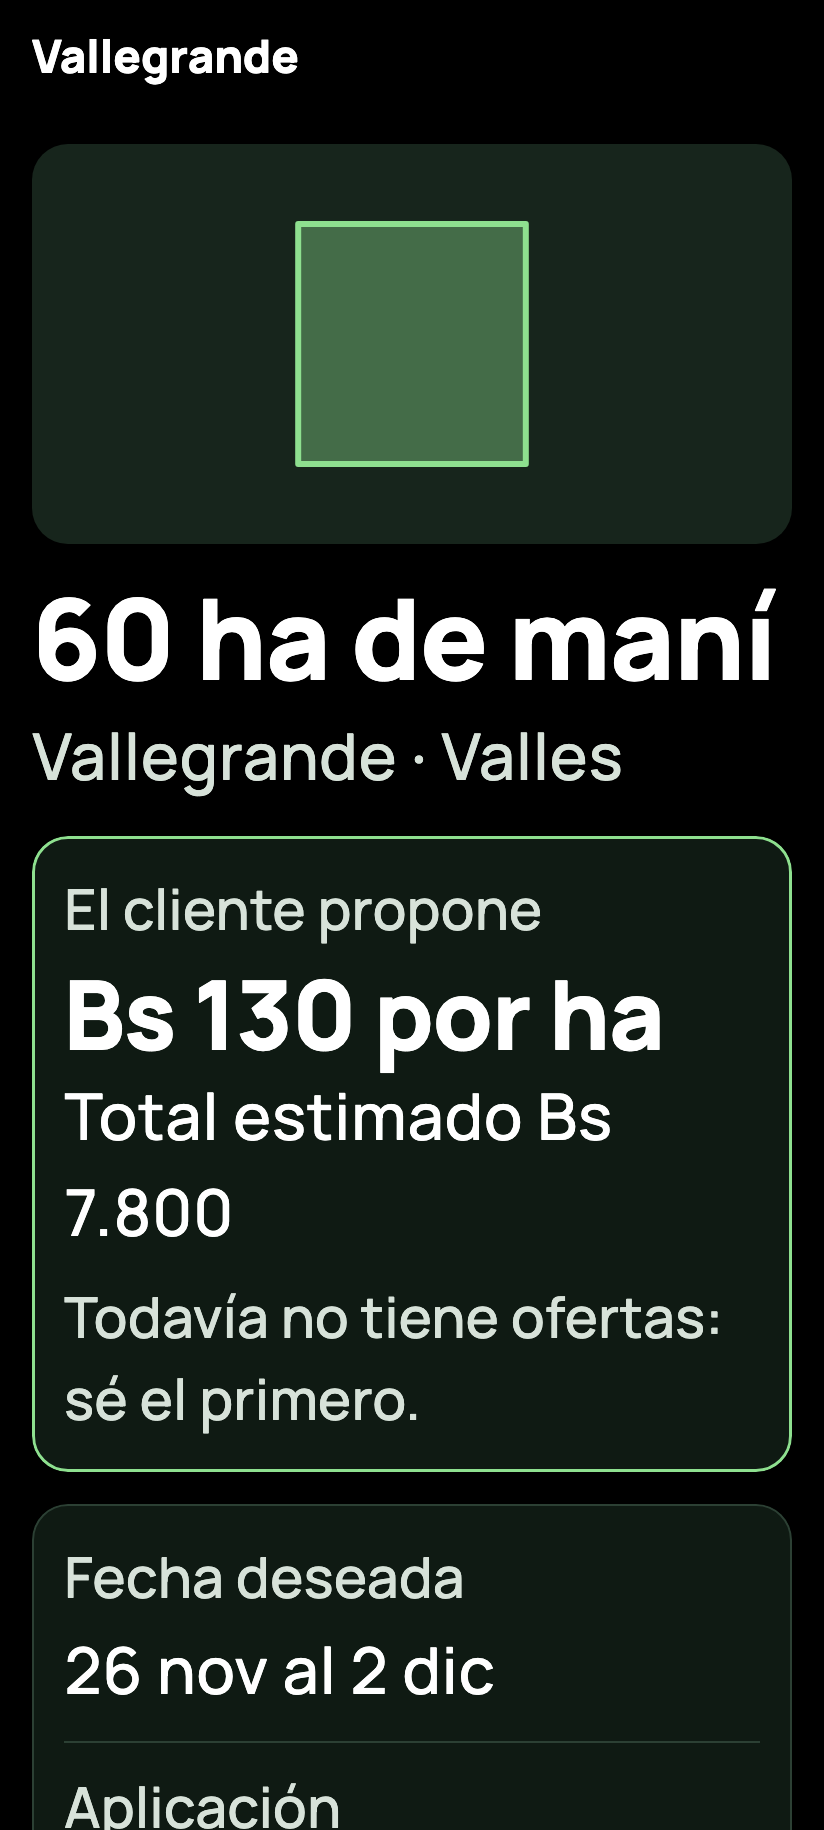 Vallegrande
60 ha de maní
Vallegrande · Valles
El cliente propone
Bs 130 por ha
Total estimado Bs
7.800
Todavía no tiene ofertas:
sé el primero.
Fecha deseada
26 nov al 2 dic
Aplicación